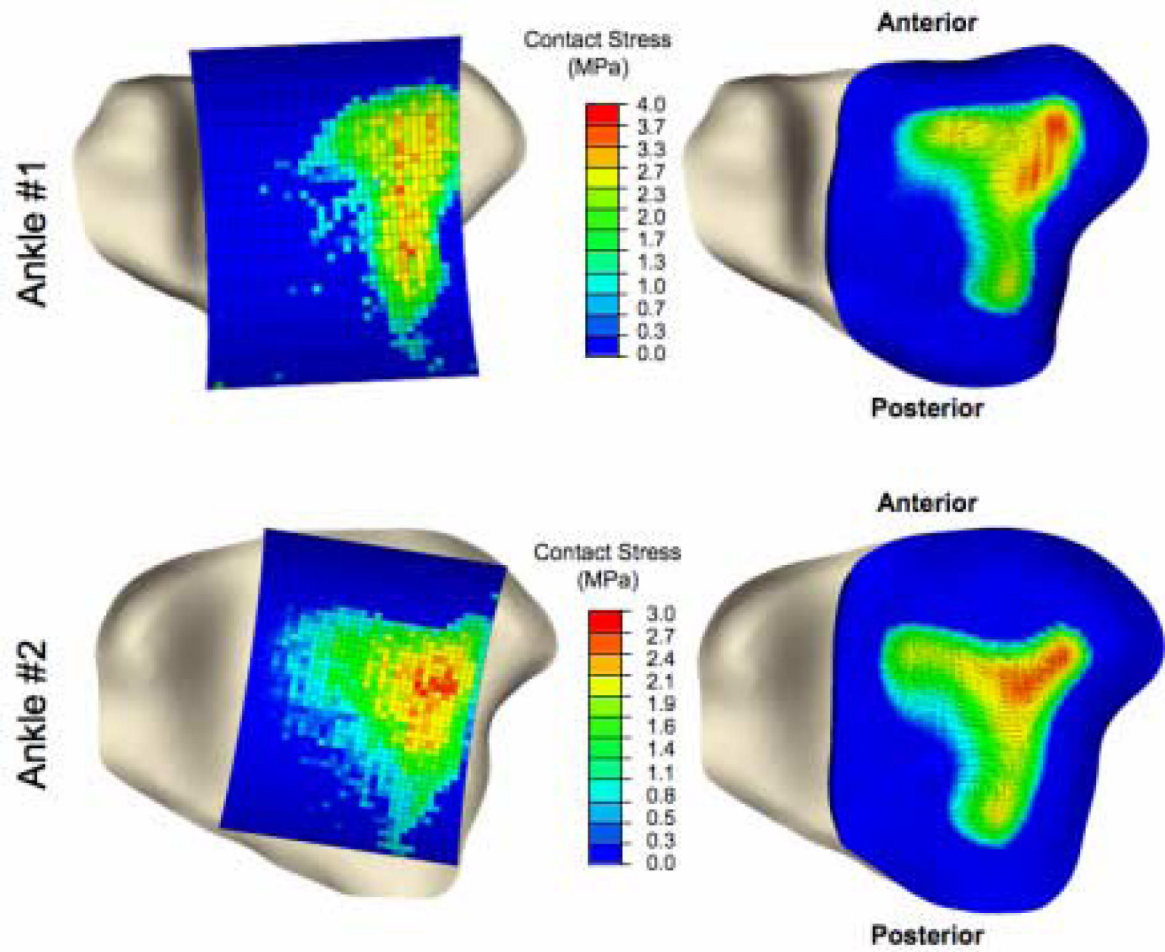 Ankle #1
Contact Stress
(MPa)
4.0
3.7
3.3
2.7
2.3
2.0
1.7
1.3
1.0
0.7
0.3
0.0
Anterior
Posterior
Ankle #2
Contact Stress
(MPa)
3.0
2.7
2.4
2.1
1.9
1.6
1.4
1.1
0.8
0.5
0.3
0.0
Anterior
Posterior